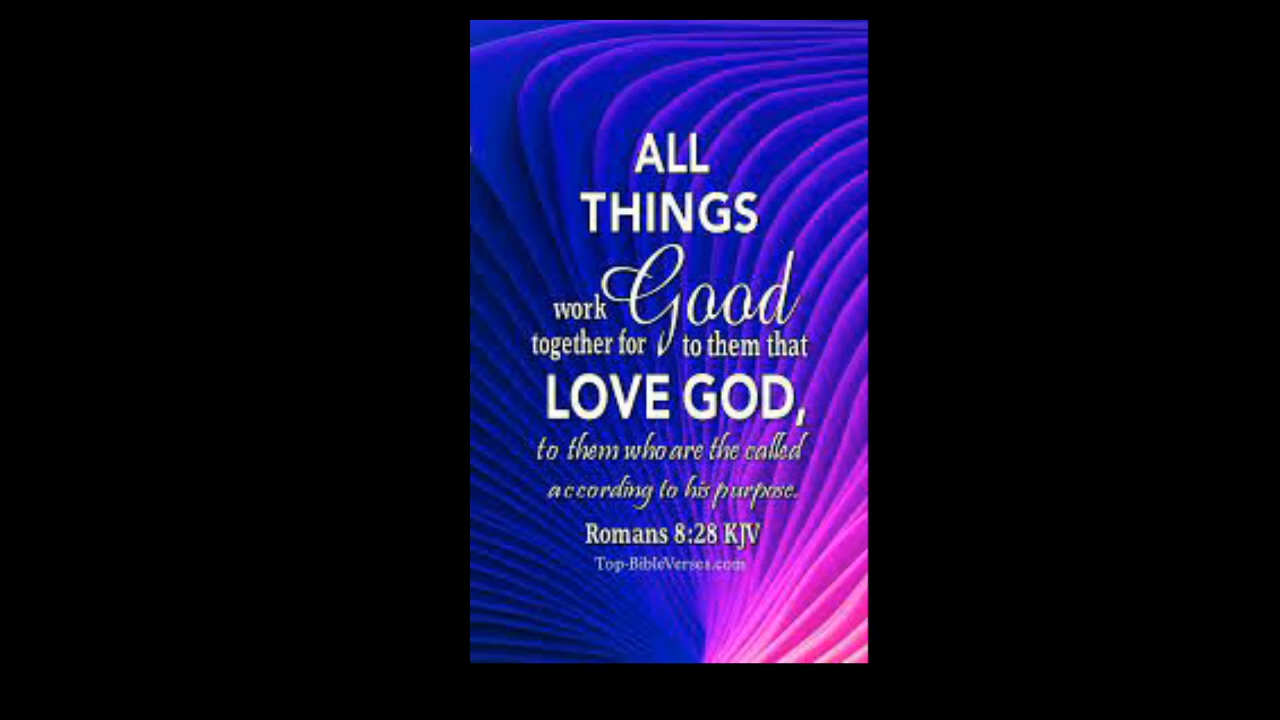 ALL
THINGS
work Good
together for to them that
LOVE GOD,
to them who are the called
according to his purpose.
Romans 8:28 KJV
Top-BibleVerses.com